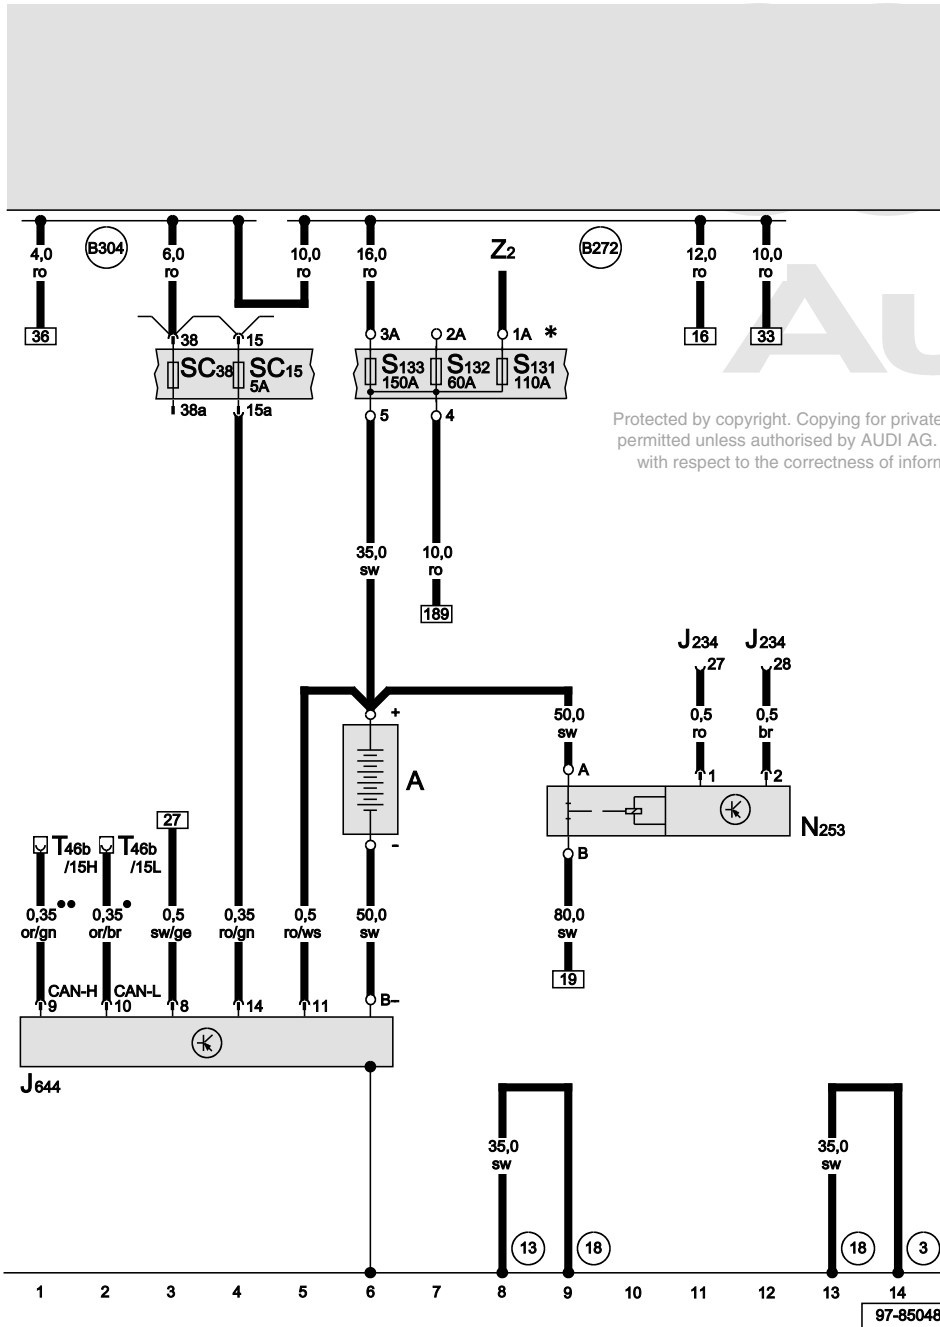 B304
B272
4,0
ro
6,0
ro
10,0
ro
16,0
ro
Z2
12,0
ro
10,0
ro
36
38
15
3A
2A
1A *
16
33
Au
SC38
SC15
5A
S133
150A
S132
60A
S131
110A
38a
15a
5
4
Protected by copyright. Copying for private
permitted unless authorised by AUDI AG.
with respect to the correctness of inform
35,0
sw
10,0
ro
189
J234
J234
27
28
+
50,0
sw
0,5
ro
0,5
br
A
A
1
2
27
N253
T46b
/15H
T46b
/15L
-
B
0,35
or/gn
0,35
or/br
0,5
sw/ge
0,35
ro/gn
0,5
ro/ws
50,0
sw
80,0
sw
19
CAN-H
CAN-L
B–
9
10
8
14
11
J644
35,0
sw
35,0
sw
13
18
18
3
1 2 3 4 5 6 7 8 9 10 11 12 13 14
97-85048